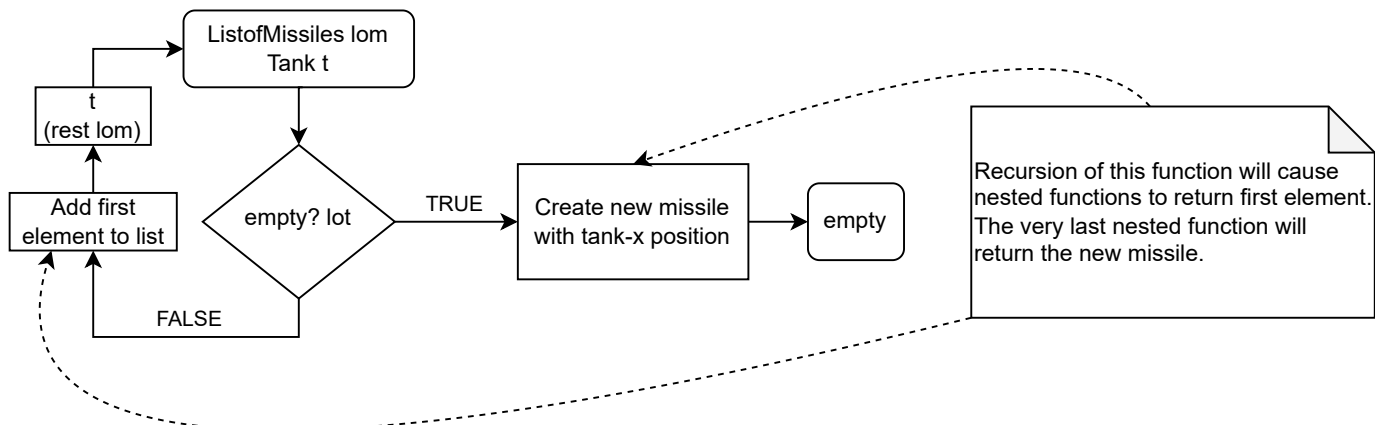 ListofMissiles lom
Tank t
t
(rest lom)
Add first
element to list
empty? lot
TRUE
FALSE
Create new missile
with tank-x position
empty
Recursion of this function will cause
nested functions to return first element.
The very last nested function will
return the new missile.